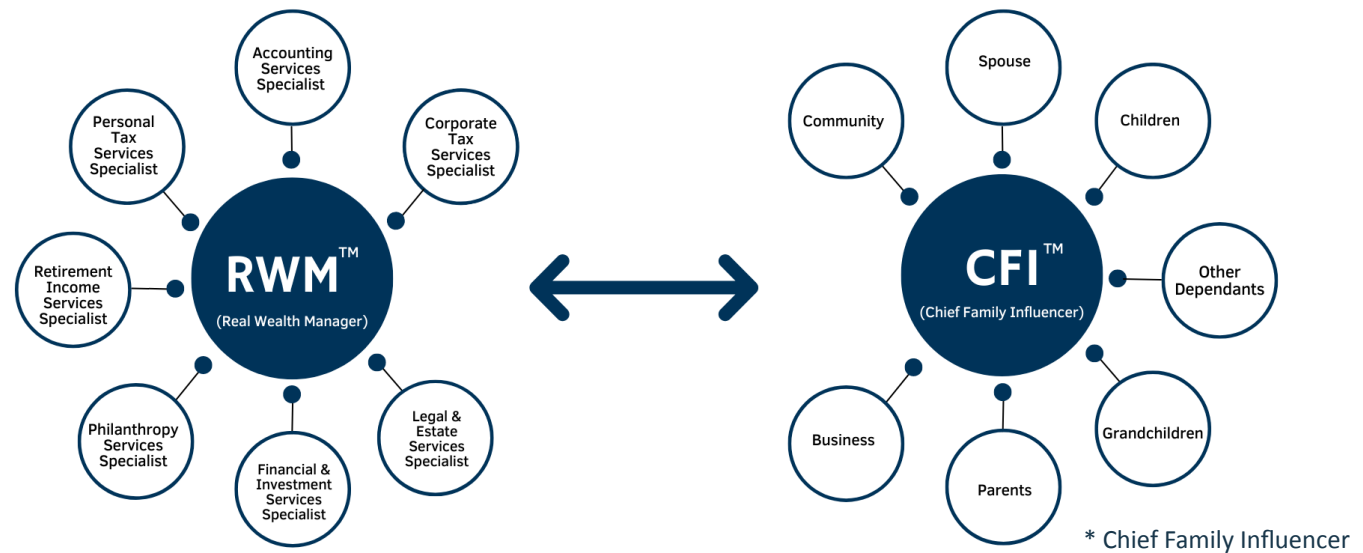 Accounting
Services
Specialist
Personal
Tax
Services
Specialist
Corporate
Tax
Services
Specialist
Retirement
Income
Services
Specialist
RWM™
(Real Wealth Manager)
Philanthropy
Services
Specialist
Financial &
Investment
Services
Specialist
Legal &
Estate
Services
Specialist
Spouse
Community
Children
CFI™
(Chief Family Influencer)
Other
Dependants
Business
Parents
Grandchildren
* Chief Family Influencer